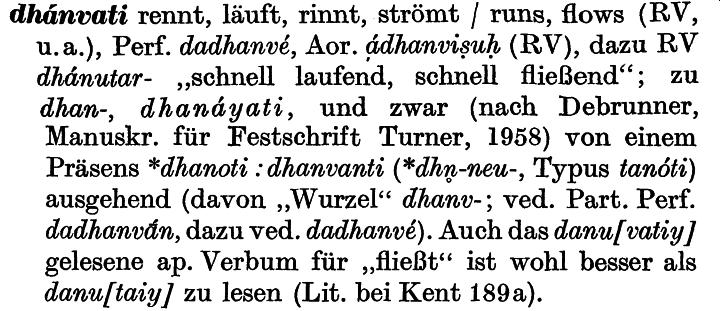 dhánvati rennt, läuft, rinnt, strömt / runs, flows (RV,
u. a.), Perf. dadhanvé, Aor. ádhanviṣuḥ (RV), dazu RV
dhánutar- „schnell laufend, schnell fließend“; zu
dhan-, dhanáyati, und zwar (nach Debrunner,
Manuskr. für Festschrift Turner, 1958) von einem
Präsens *dhanoti : dhanvanti (*dhn̥-neu-, Typus tanóti)
ausgehend (davon „Wurzel“ dhanv-; ved. Part. Perf.
dadhanvā́n, dazu ved. dadhanvé). Auch das danu[vatiy]
gelesene ap. Verbum für „fließt“ ist wohl besser als
danu[taiy] zu lesen (Lit. bei Kent 189a).